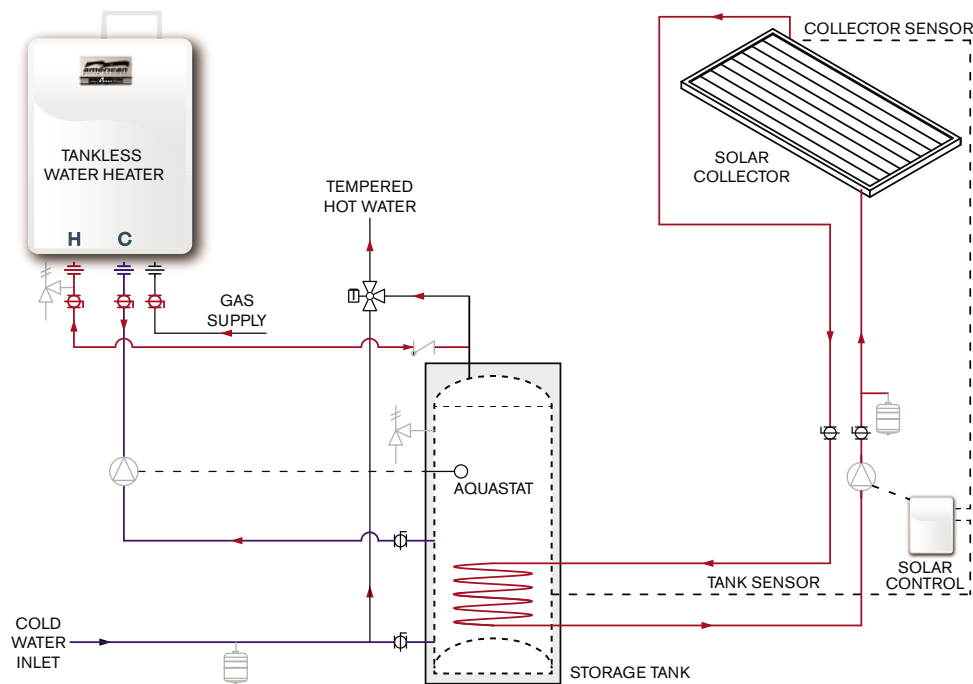 COLLECTOR SENSOR
american
TANKLESS
WATER HEATER
SOLAR
COLLECTOR
TEMPERED
HOT WATER
H
C
GAS
SUPPLY
T
AQUASTAT
SOLAR
CONTROL
TANK SENSOR
COLD
WATER
INLET
STORAGE TANK